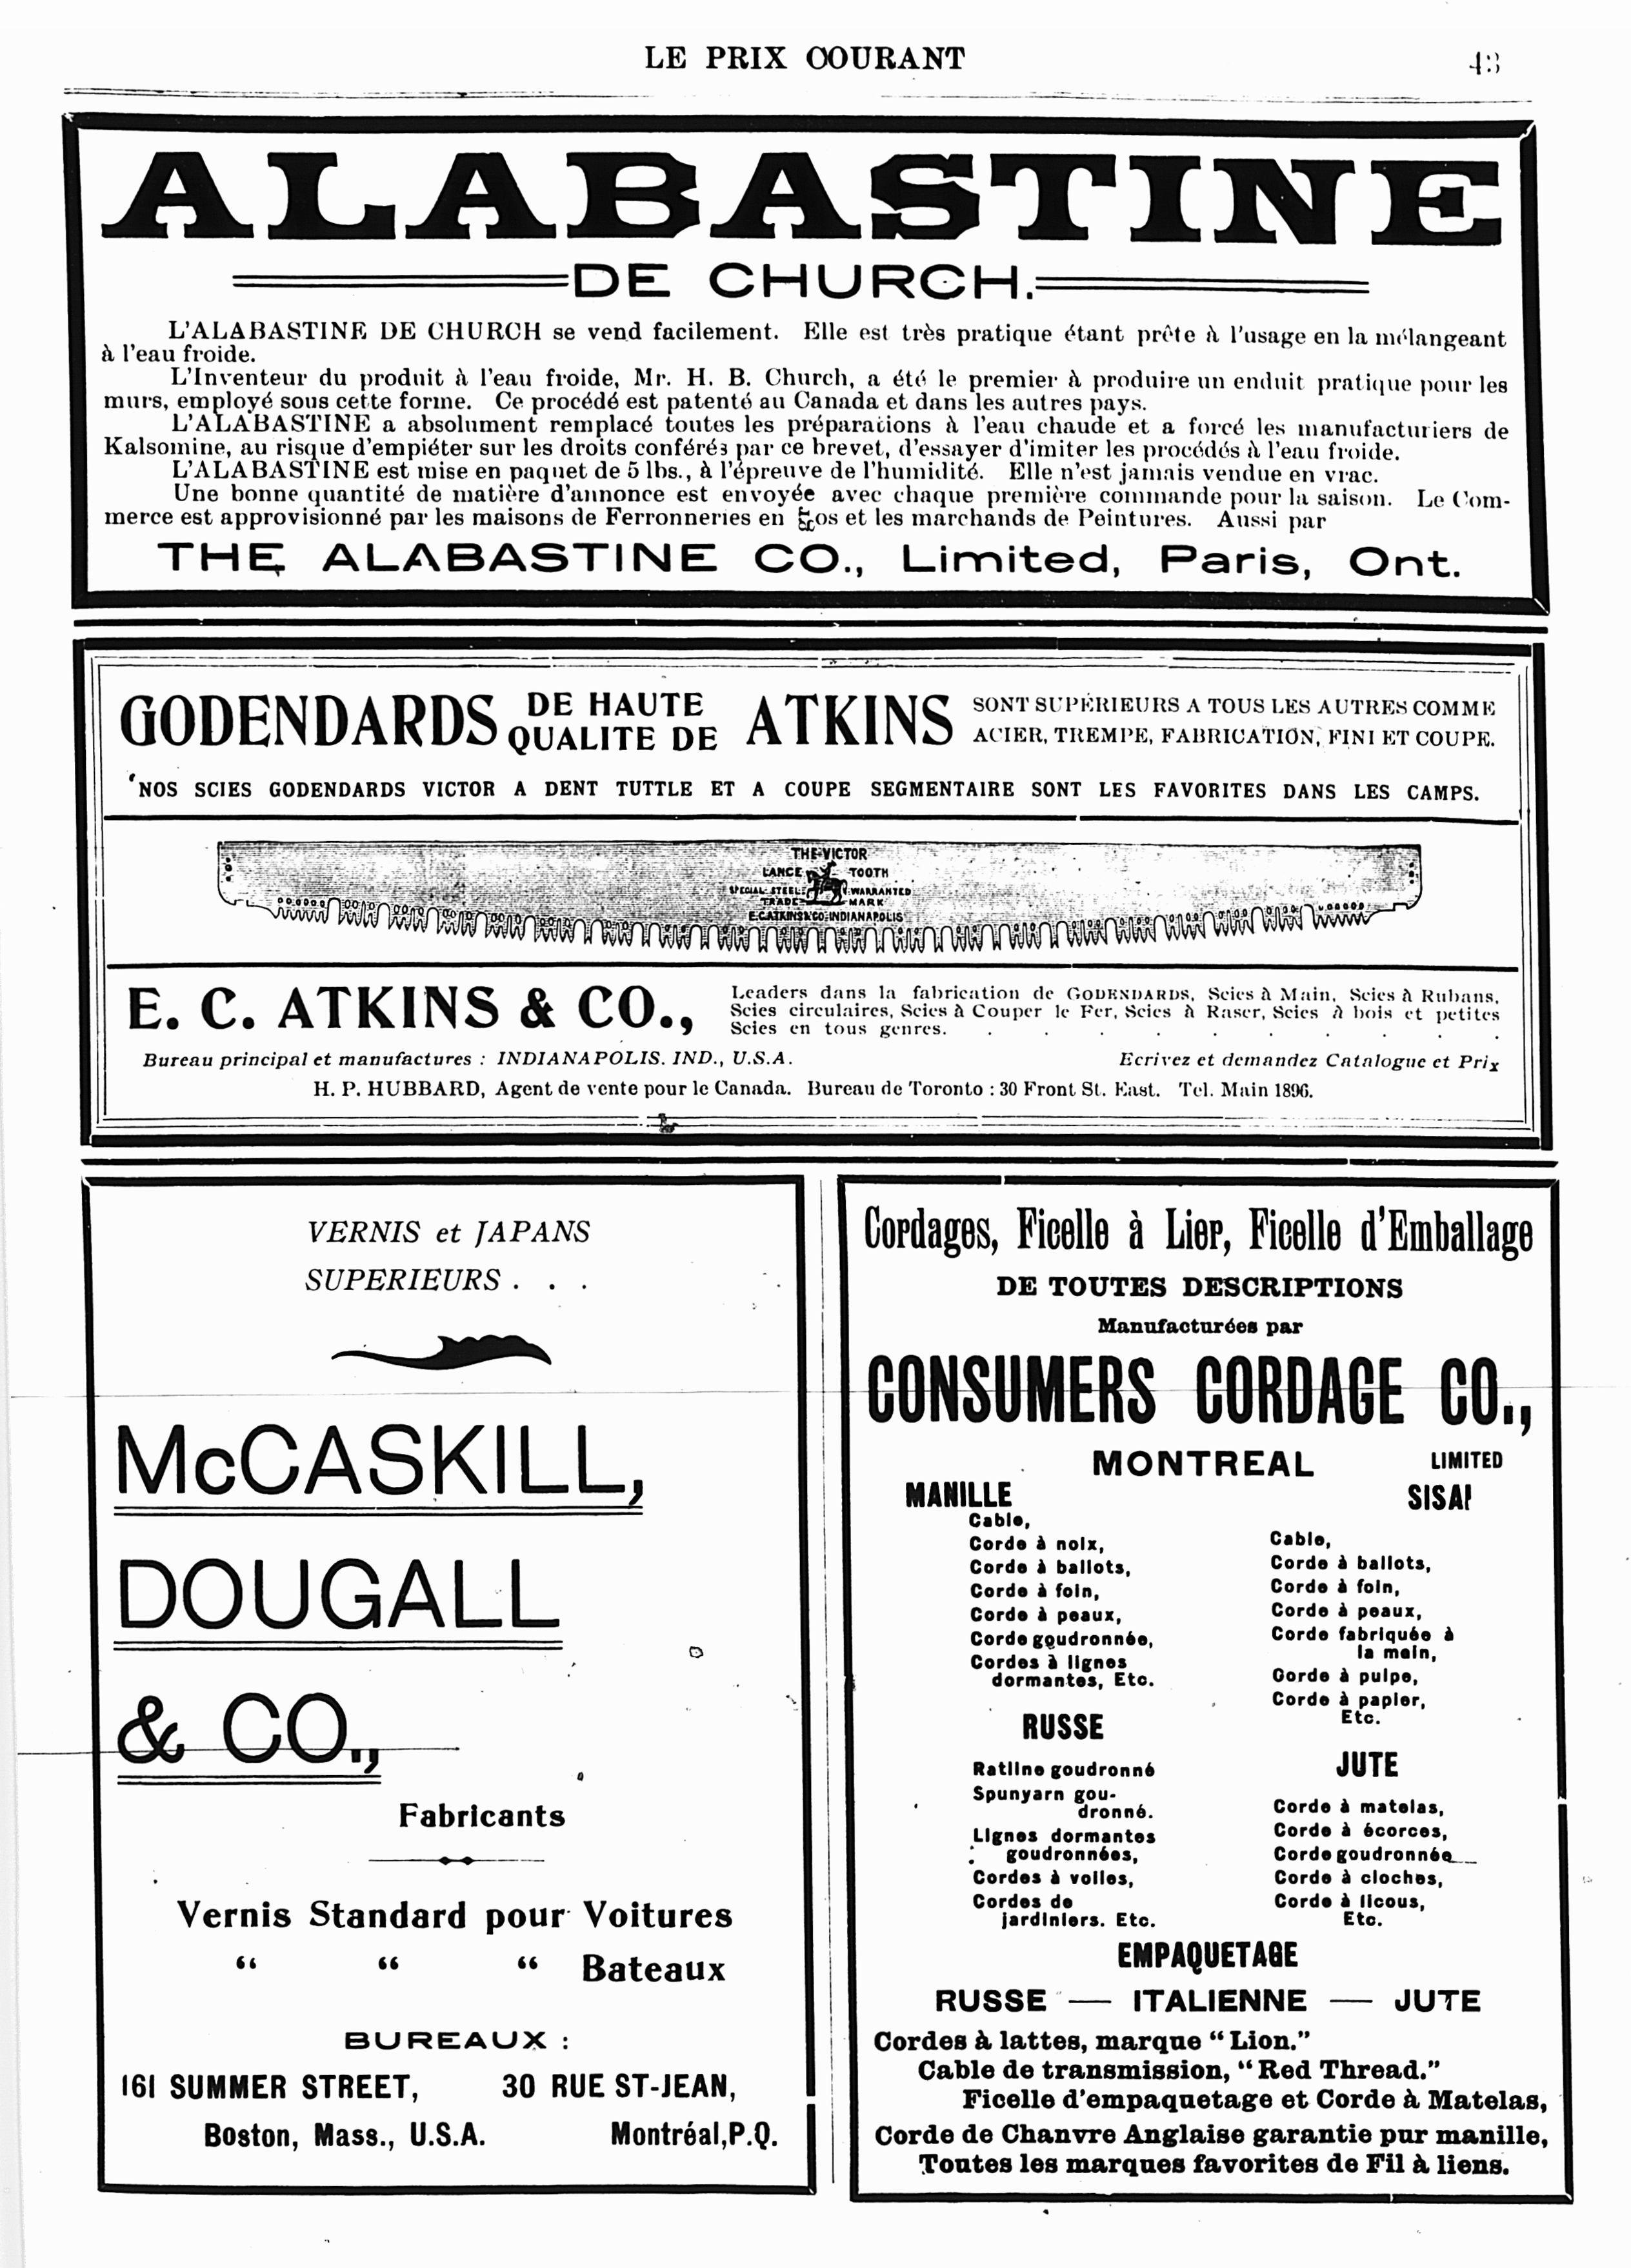 LE PRIX COURANT
43
ALABASTINE
DE CHURCH.
L'ALABASTINE DE CHURCH se vend facilement. Elle est très pratique étant prête à l'usage en la mélangeant
à l'eau froide.
L'Inventeur du produit à l'eau froide, Mr. H. B. Church, a été le premier à produire un enduit pratique pour les
murs, employé sous cette forme. Ce procédé est patenté au Canada et dans les autres pays.
L'ALABASTINE a absolument remplacé toutes les préparations à l'eau chaude et a forcé les manufacturiers de
Kalsomine, au risque d'empiéter sur les droits conférés par ce brevet, d'essayer d'imiter les procédés à l'eau froide.
L'ALABASTINE est mise en paquet de 5 lbs., à l'épreuve de l'humidité. Elle n'est jamais vendue en vrac.
Une bonne quantité de matière d'annonce est envoyée avec chaque première commande pour la saison. Le Com-
merce est approvisionné par les maisons de Ferronneries en gros et les marchands de Peintures. Aussi par
THE ALABASTINE CO., Limited, Paris, Ont.
GODENDARDS DE HAUTE QUALITE DE ATKINS SONT SUPÉRIEURS A TOUS LES AUTRES COMME
ACIER, TREMPE, FABRICATION, FINI ET COUPE.
NOS SCIES GODENDARDS VICTOR A DENT TUTTLE ET A COUPE SEGMENTAIRE SONT LES FAVORITES DANS LES CAMPS.
THE VICTOR
LANCE TOOTH
SPECIAL STEEL WARRANTED
TRADE MARK
E.C.ATKINS & CO. INDIANAPOLIS
E. C. ATKINS & CO.,
Leaders dans la fabrication de GODENDARDS, Scies à Main, Scies à Rubans,
Scies circulaires, Scies à Couper le Fer, Scies à Raser, Scies à bois et petites
Scies en tous genres. . . . . . . . . .
Bureau principal et manufactures : INDIANAPOLIS. IND., U.S.A. Ecrivez et demandez Catalogue et Prix
H. P. HUBBARD, Agent de vente pour le Canada. Bureau de Toronto : 30 Front St. East. Tel. Main 1896.
VERNIS et JAPANS
SUPERIEURS . . .
McCASKILL,
DOUGALL
& CO.,
Fabricants
Vernis Standard pour Voitures
“ “ “ Bateaux
BUREAUX :
161 SUMMER STREET, 30 RUE ST-JEAN,
Boston, Mass., U.S.A. Montréal, P.Q.
Cordages, Ficelle à Lier, Ficelle d'Emballage
DE TOUTES DESCRIPTIONS
Manufacturées par
CONSUMERS CORDAGE CO.,
MONTREAL LIMITED
MANILLE
Cable,
Corde à noix,
Corde à ballots,
Corde à foin,
Corde à peaux,
Corde goudronnée,
Cordes à lignes
dormantes, Etc.
RUSSE
Ratline goudronné
Spunyarn gou-
dronné.
Lignes dormantes
goudronnées,
Cordes à voiles,
Cordes de
jardiniers. Etc.
SISAL
Cable,
Corde à ballots,
Corde à foin,
Corde à peaux,
Corde fabriquée à
la main,
Corde à pulpe,
Corde à papier,
Etc.
JUTE
Corde à matelas,
Corde à écorces,
Corde goudronnée
Corde à cloches,
Corde à licous,
Etc.
EMPAQUETAGE
RUSSE — ITALIENNE — JUTE
Cordes à lattes, marque “Lion.”
Cable de transmission, “Red Thread.”
Ficelle d'empaquetage et Corde à Matelas,
Corde de Chanvre Anglaise garantie pur manille,
Toutes les marques favorites de Fil à liens.